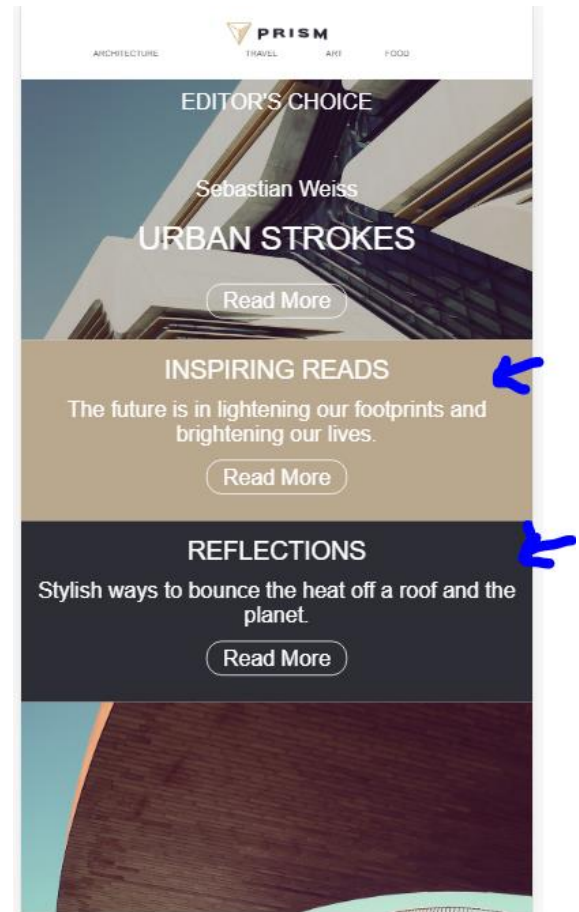 PRISM
ARCHITECTURE TRAVEL ART FOOD
EDITOR'S CHOICE
Sebastian Weiss
URBAN STROKES
Read More
INSPIRING READS
The future is in lightening our footprints and
brightening our lives.
Read More
REFLECTIONS
Stylish ways to bounce the heat off a roof and the
planet.
Read More